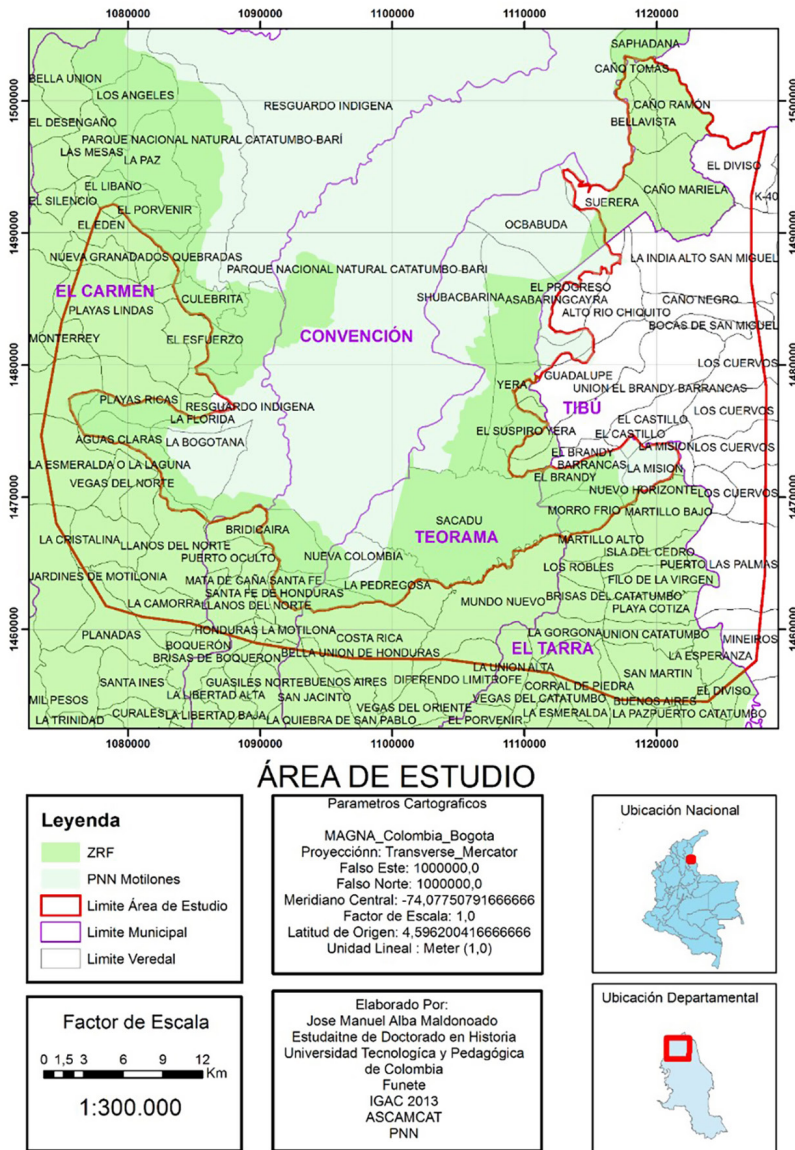 1080000 1090000 1100000 1110000 1120000
SAPHADANA
CAÑO TOMAS
BELLA UNION
LOS ANGELES
1500000
RESGUARDO INDIGENA
CAÑO RAMÓN
1500000
EL DESENGAÑO
BELLAVISTA
PARQUE NACIONAL NATURAL CATATUMBO-BARÍ
LAS MESAS
LA PAZ
EL DIVISO
EL LIBANO
CAÑO MARIELA
K-40
EL SILENCIO
EL PORVENIR
SUERERA
EL EDEN
OCBABUDA
1490000
1490000
NUEVA GRANADA
DOS QUEBRADAS
LA INDIA
ALTO SAN MIGUEL
PARQUE NACIONAL NATURAL CATATUMBO-BARI
EL CARMEN
CULEBRITA
SHUBACBARINA
EL PROGRESO
ASABARINGCAYRA
CAÑO NEGRO
PLAYAS LINDAS
ALTO RIO CHIQUITO
CONVENCIÓN
BOCAS DE SAN MIGUEL
MONTERREY
EL ESFUERZO
1480000
LOS CUERVOS
1480000
GUADALUPE
YERA
UNION EL BRANDY
BARRANCAS
PLAYAS RICAS
RESGUARDO INDIGENA
TIBÚ
LOS CUERVOS
LA FLORIDA
EL CASTILLO
EL SUSPIRO YERA
EL CASTILLO
AGUAS CLARAS
LA BOGOTANA
LA MISION
LOS CUERVOS
EL BRANDY
BARRANCAS
LA ESMERALDA O LA LAGUNA
LA MISION
EL BRANDY
VEGAS DEL NORTE
NUEVO HORIZONTE
LOS CUERVOS
1470000
1470000
SACADU
MORRO FRIO
MARTILLO BAJO
BRIDICAIRA
TEORAMA
LA CRISTALINA
LLANOS DEL NORTE
MARTILLO ALTO
PUERTO OCULTO
NUEVA COLOMBIA
ISLA DEL CEDRO
LOS ROBLES
PUERTO LAS PALMAS
JARDINES DE MOTILONIA
MATA DE CAÑA
SANTA FE
LA PEDREGOSA
FILO DE LA VIRGEN
SANTA FE DE HONDURAS
BRISAS DEL CATATUMBO
LA CAMORRA
LLANOS DEL NORTE
MUNDO NUEVO
PLAYA COTIZA
1460000
1460000
PLANADAS
HONDURAS LA MOTILONA
COSTA RICA
LA GORGONA
UNION CATATUMBO
MINEIROS
BOQUERÓN
EL TARRA
BELLA UNION DE HONDURAS
LA ESPERANZA
BRISAS DE BOQUERON
LA UNION ALTA
SAN MARTIN
SANTA INES
GUASILES NORTE
BUENOS AIRES
DIFERENDO LIMITROFE
CORRAL DE PIEDRA
EL DIVISO
MIL PESOS
LA LIBERTAD ALTA
SAN JACINTO
VEGAS DEL CATATUMBO
BUENOS AIRES
VEGAS DEL ORIENTE
LA ESMERALDA
LA PAZ
PUERTO CATATUMBO
LA TRINIDAD
CURALES
LA LIBERTAD BAJA
LA QUIEBRA DE SAN PABLO
EL PORVENIR
1080000 1090000 1100000 1110000 1120000
ÁREA DE ESTUDIO
Leyenda
ZRF
PNN Motilones
Limite Área de Estudio
Limite Municipal
Limite Veredal
Parametros Cartograficos
MAGNA_Colombia_Bogota
Proyecciónn: Transverse_Mercator
Falso Este: 1000000,0
Falso Norte: 1000000,0
Meridiano Central: -74,07750791666666
Factor de Escala: 1,0
Latitud de Origen: 4,596200416666666
Unidad Lineal : Meter (1,0)
Ubicación Nacional
Factor de Escala
0 1,5 3 6 9 12
Km
1:300.000
Elaborado Por:
Jose Manuel Alba Maldonoado
Estudaitne de Doctorado en Historia
Universidad Tecnologíca y Pedagógica
de Colombia
Funete
IGAC 2013
ASCAMCAT
PNN
Ubicación Departamental